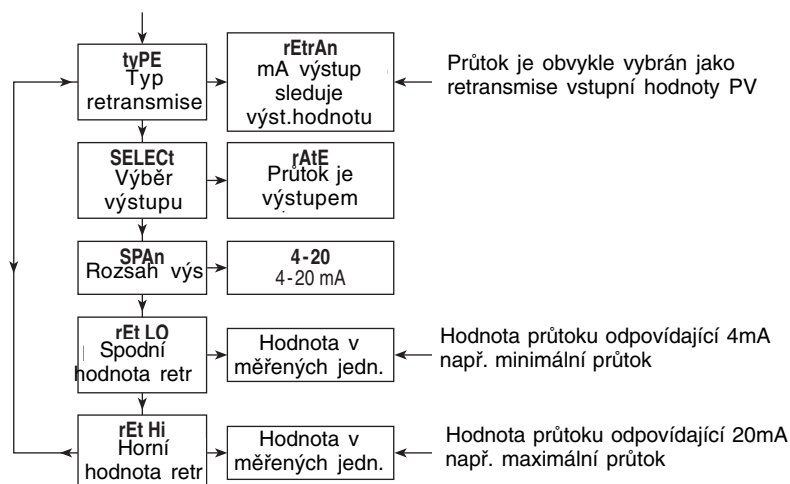 tyPE
Typ
retransmise
rEtrAn
mA výstup
sleduje
výst.hodnotu
Průtok je obvykle vybrán jako
retransmise vstupní hodnoty PV
SELECt
Výběr
výstupu
rAtE
Průtok je
výstupem
SPAn
Rozsah výs
4-20
4-20 mA
rEt LO
Spodní
hodnota retr
Hodnota v
měřených jedn.
Hodnota průtoku odpovídající 4mA
např. minimální průtok
rEt Hi
Horní
hodnota retr
Hodnota v
měřených jedn.
Hodnota průtoku odpovídající 20mA
např. maximální průtok